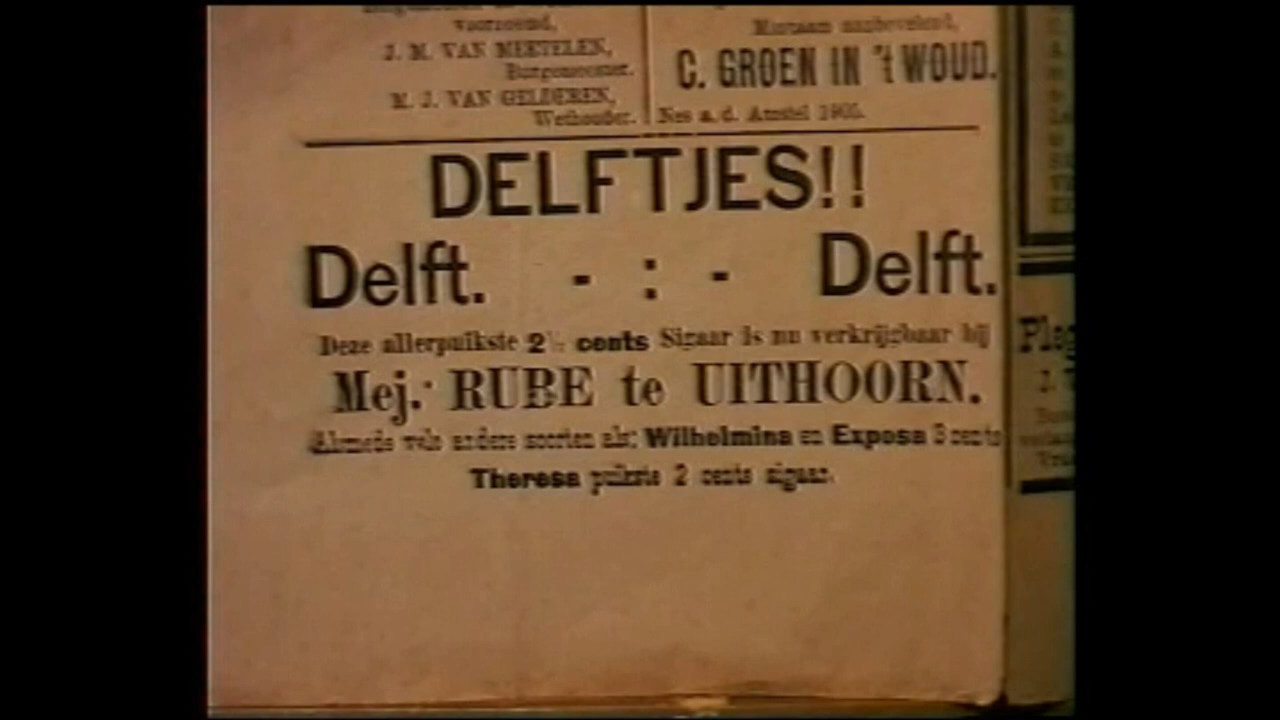 voorzoemd,
J. M. VAN MEETELEN,
Burgemeester.
M. J. VAN GELDEREN,
Wethouder.
Minzaam aanbevelend,
C. GROEN IN 't WOUD.
Nes a. d. Amstel 1905.
DELFTJES!!
Delft. - : - Delft.
Deze allerpuikste 2½ cents Sigaar is nu verkrijgbaar bij
Mej. RUBE te UITHOORN.
Alsmede vele andere soorten als: Wilhelmina en Exposa 3 cents
Theresa puikste 2 cents sigaar.